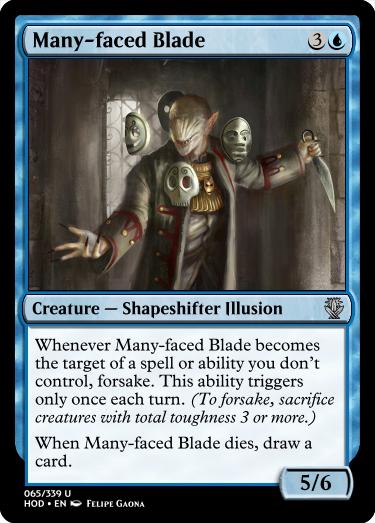 Many-faced Blade 3
Creature — Shapeshifter Illusion
Whenever Many-faced Blade becomes
the target of a spell or ability you don't
control, forsake. This ability triggers
only once each turn. (To forsake, sacrifice
creatures with total toughness 3 or more.)
When Many-faced Blade dies, draw a
card.
5/6
065/339 U
HOD • EN Felipe Gaona